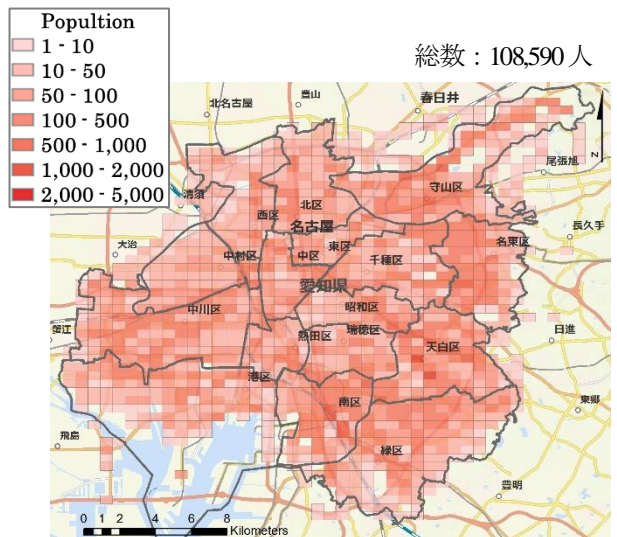 Popultion
1 - 10
10 - 50
50 - 100
100 - 500
500 - 1,000
1,000 - 2,000
2,000 - 5,000
総数：108,590 人
北名古屋
豊山
春日井
N
尾張旭
守山区
清須
北区
西区
名古屋
長久手
名東区
東区
大治
中村区
中区
千種区
愛知県
昭和区
中川区
蟹江
瑞穂区
熱田区
日進
天白区
港区
南区
東郷
飛島
緑区
豊明
0 1 2 4 6 8
Kilometers